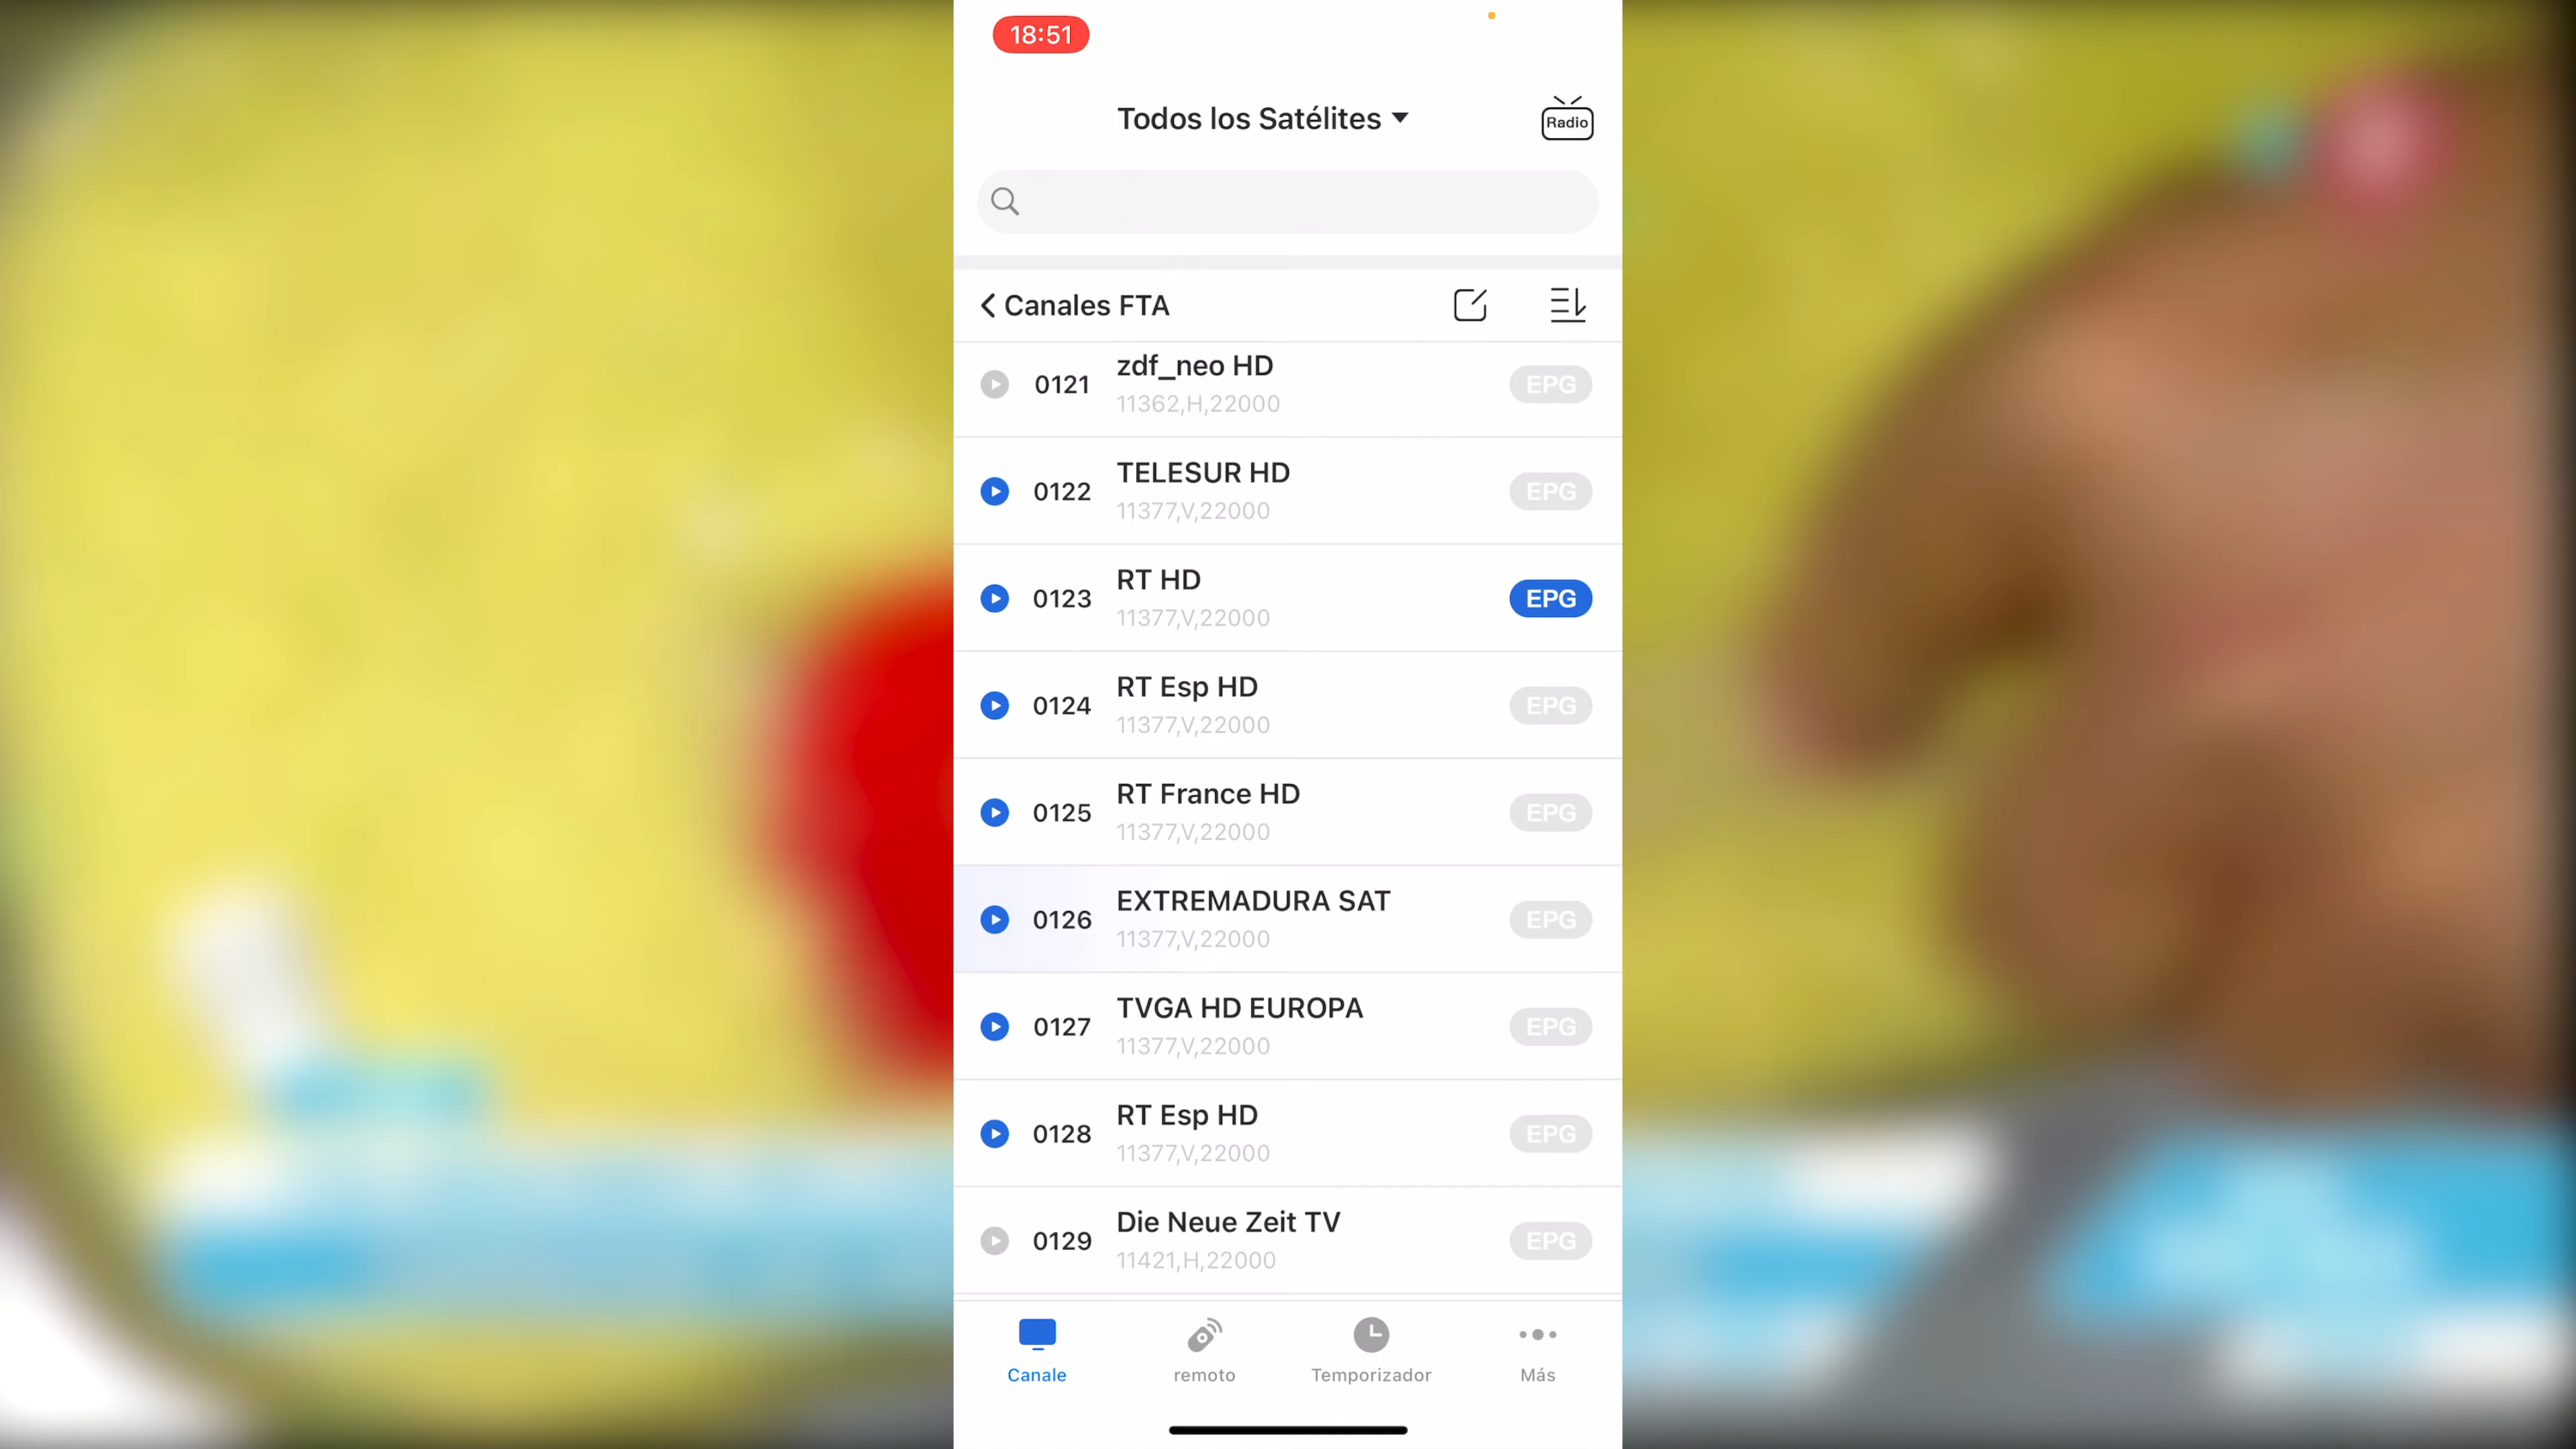 18:51
Todos los Satélites
Radio
Canales FTA
0121 zdf_neo HD EPG
11362,H,22000
0122 TELESUR HD EPG
11377,V,22000
0123 RT HD EPG
11377,V,22000
0124 RT Esp HD EPG
11377,V,22000
0125 RT France HD EPG
11377,V,22000
0126 EXTREMADURA SAT EPG
11377,V,22000
0127 TVGA HD EUROPA EPG
11377,V,22000
0128 RT Esp HD EPG
11377,V,22000
0129 Die Neue Zeit TV EPG
11421,H,22000
Canale remoto Temporizador Más